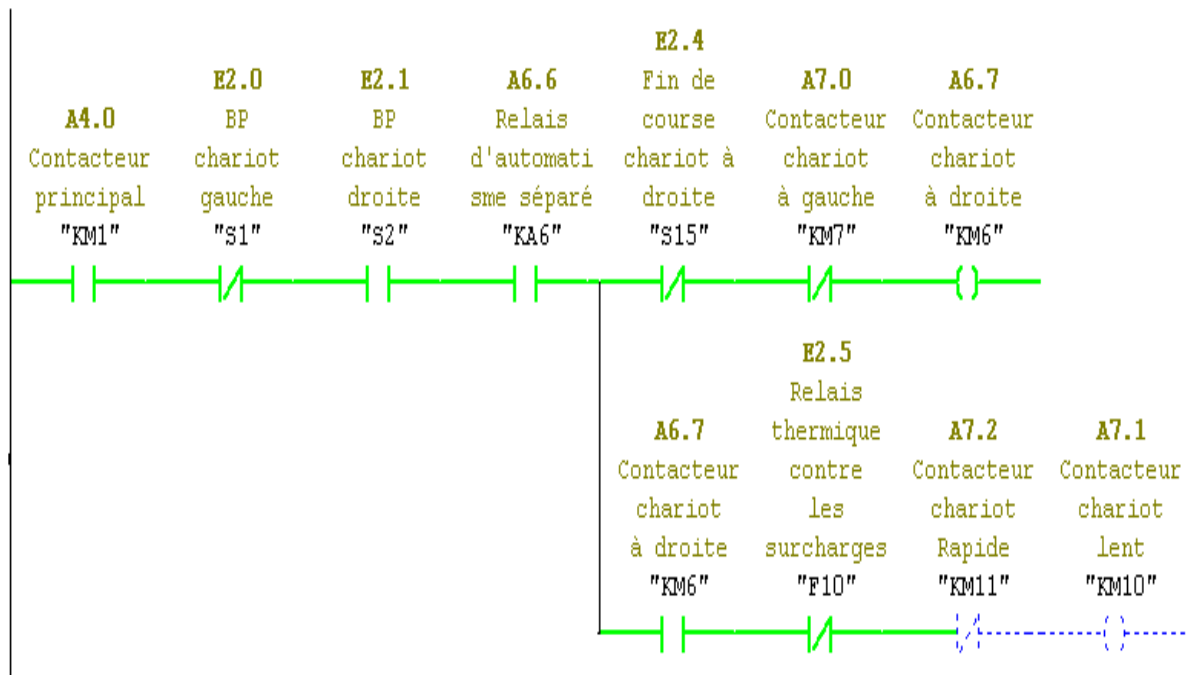 A4.0
Contacteur
principal
"KM1"
E2.0
BP
chariot
gauche
"S1"
E2.1
BP
chariot
droite
"S2"
A6.6
Relais
d'automati
sme séparé
"KA6"
E2.4
Fin de
course
chariot à
droite
"S15"
A7.0
Contacteur
chariot
à gauche
"KM7"
A6.7
Contacteur
chariot
à droite
"KM6"
A6.7
Contacteur
chariot
à droite
"KM6"
E2.5
Relais
thermique
contre
les
surcharges
"F10"
A7.2
Contacteur
chariot
Rapide
"KM11"
A7.1
Contacteur
chariot
lent
"KM10"